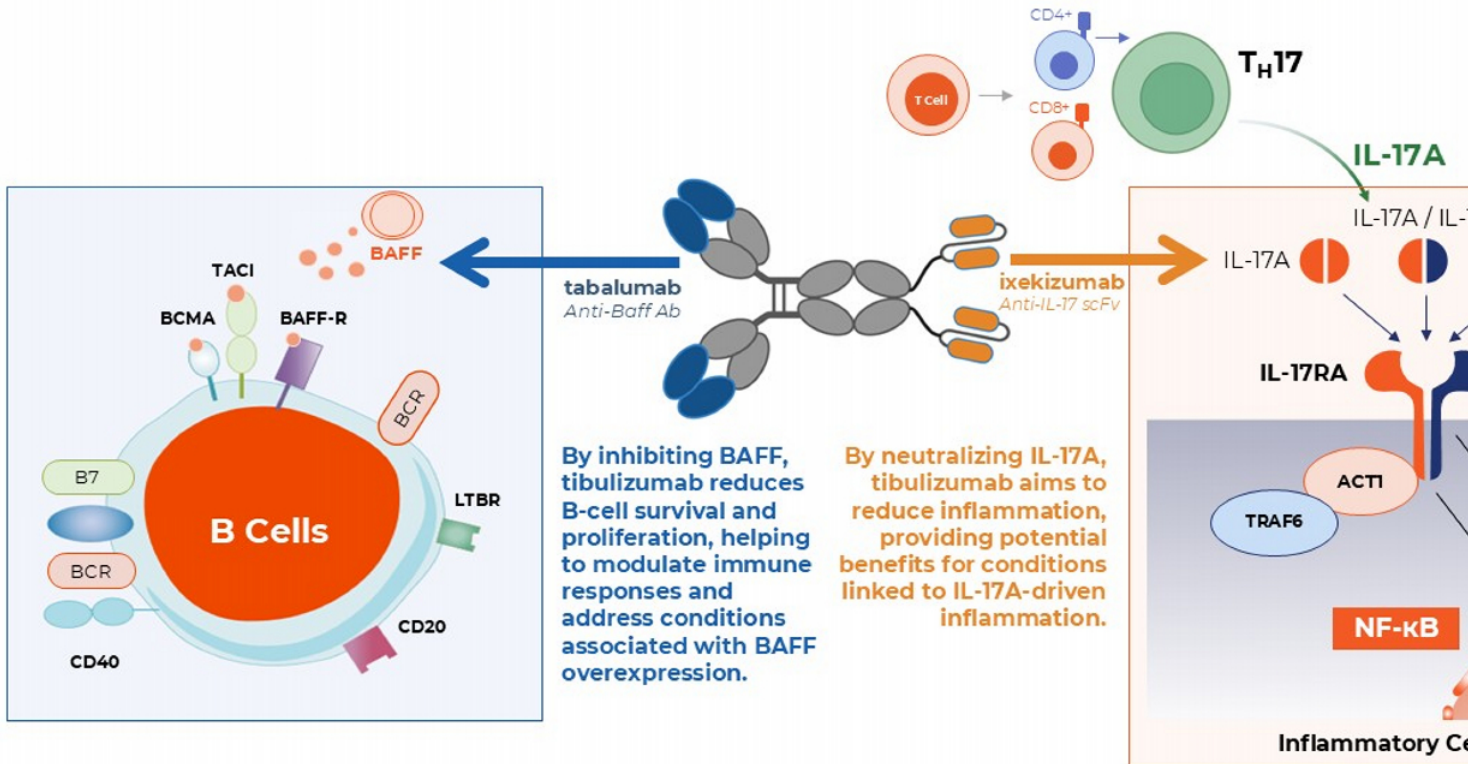 CD4+
T Cell
CD8+
TH17
IL-17A
BAFF
TACI
BCMA
BAFF-R
BCR
B7
B Cells
LTBR
BCR
CD20
CD40
tabalumab
Anti-Baff Ab
ixekizumab
Anti-IL-17 scFv
By inhibiting BAFF,
tibulizumab reduces
B-cell survival and
proliferation, helping
to modulate immune
responses and
address conditions
associated with BAFF
overexpression.
By neutralizing IL-17A,
tibulizumab aims to
reduce inflammation,
providing potential
benefits for conditions
linked to IL-17A-driven
inflammation.
IL-17A / IL-1
IL-17A
IL-17RA
ACT1
TRAF6
NF-κB
Inflammatory Ce